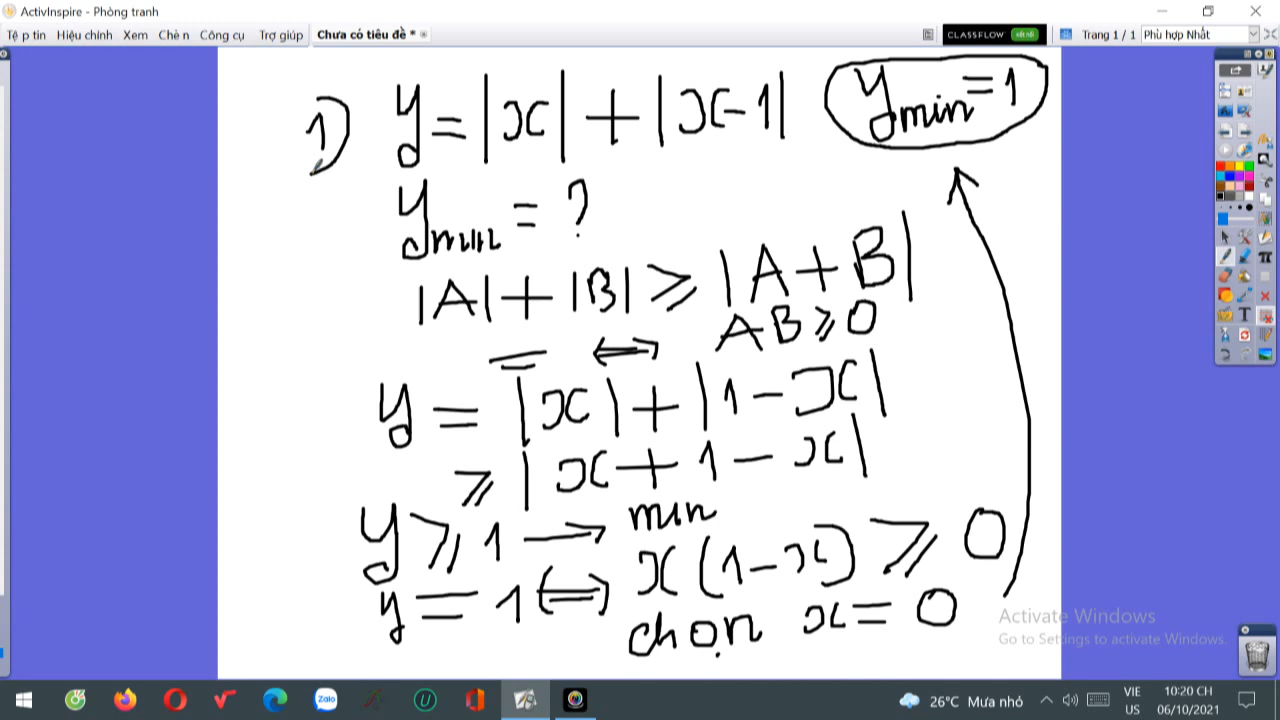 ActivInspire - Phòng tranh
Tệp tin Hiệu chỉnh Xem Chèn Công cụ Trợ giúp Chưa có tiêu đề * CLASSFLOW Trang 1 / 1 Phù hợp Nhất
1) y = |x| + |x-1| y min = 1
y min = ?
|A| + |B| ⩾ |A + B|
= ⟷ AB ⩾ 0
y = |x| + |1 - x|
⩾ | x + 1 - x|
y ⩾ 1 → min
y = 1 ⟺ x (1 - x) ⩾ 0
chọn x = 0
Activate Windows
Go to Settings to activate Windows.
Zalo
26°C Mưa nhỏ
VIE
US
10:20 CH
06/10/2021